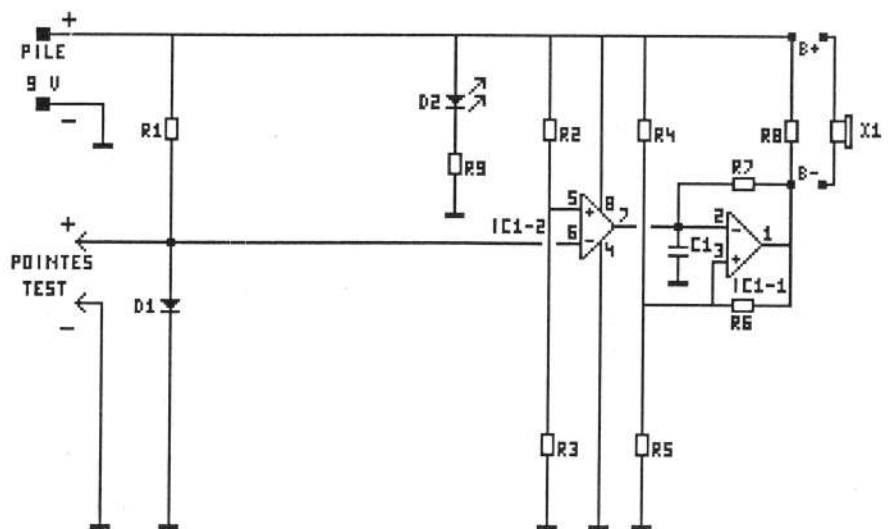 +
PILE
9 V
-
R1
D2
R9
R2
R4
R8
B+
X1
R7
B-
+
POINTES
TEST
-
D1
IC1-2
5
+
6
-
8
7
4
C1
2
-
3
+
1
IC1-1
R6
R3
R5